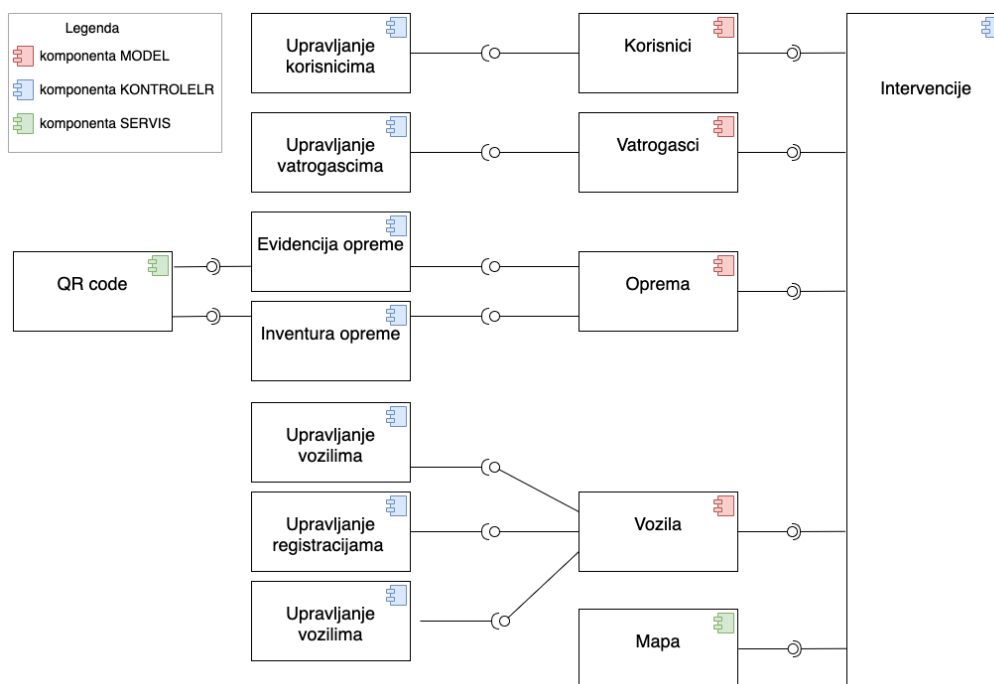 Legenda
komponenta MODEL
komponenta KONTROLELR
komponenta SERVIS
Upravljanje
korisnicima
Korisnici
Intervencije
Upravljanje
vatrogascima
Vatrogasci
QR code
Evidencija opreme
Oprema
Inventura opreme
Upravljanje
vozilima
Upravljanje
registracijama
Vozila
Upravljanje
vozilima
Mapa